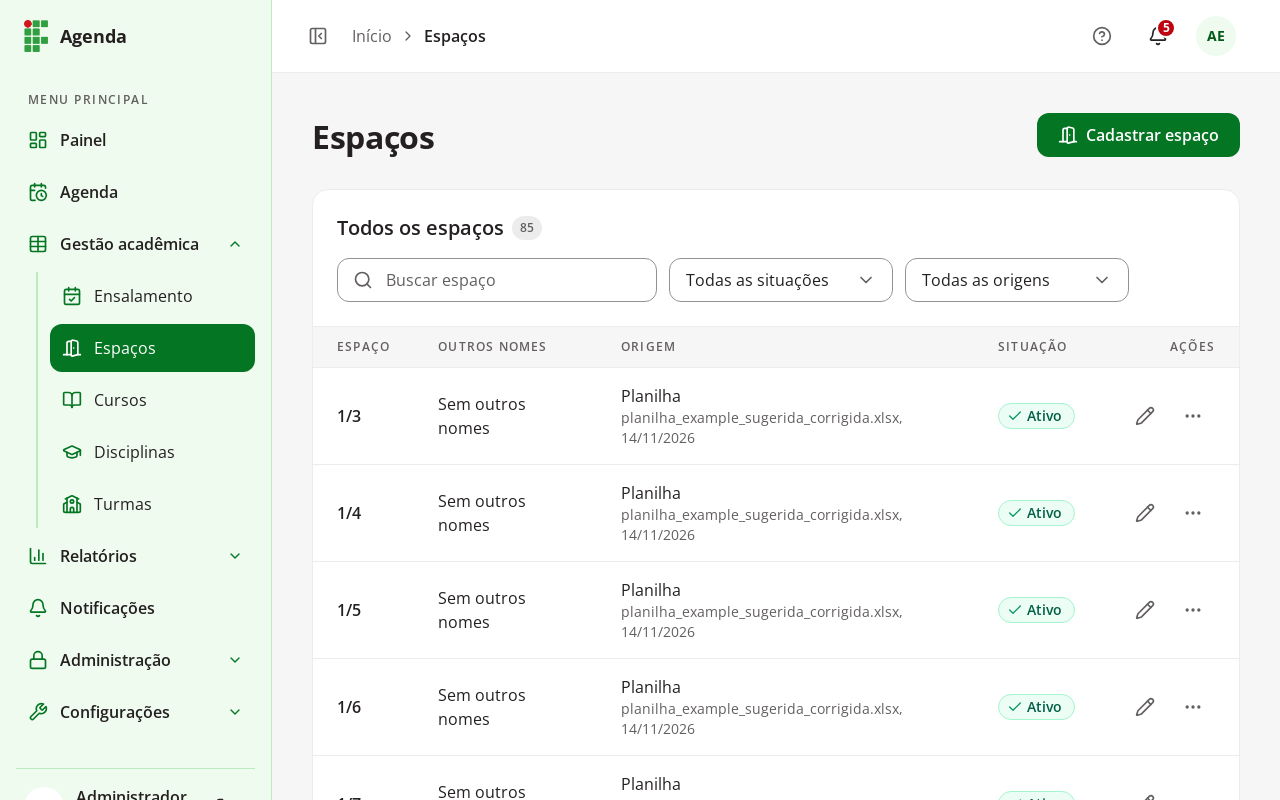 Agenda
MENU PRINCIPAL
Painel
Agenda
Gestão acadêmica
Ensalamento
Espaços
Cursos
Disciplinas
Turmas
Relatórios
Notificações
Administração
Configurações
Administrador
Início
Espaços
5
AE
Espaços
Cadastrar espaço
Todos os espaços 85
Buscar espaço
Todas as situações
Todas as origens
ESPAÇO OUTROS NOMES ORIGEM SITUAÇÃO AÇÕES
1/3
Sem outros
nomes
Planilha
planilha_example_sugerida_corrigida.xlsx,
14/11/2026
Ativo
1/4
Sem outros
nomes
Planilha
planilha_example_sugerida_corrigida.xlsx,
14/11/2026
Ativo
1/5
Sem outros
nomes
Planilha
planilha_example_sugerida_corrigida.xlsx,
14/11/2026
Ativo
1/6
Sem outros
nomes
Planilha
planilha_example_sugerida_corrigida.xlsx,
14/11/2026
Ativo
Sem outros
Planilha